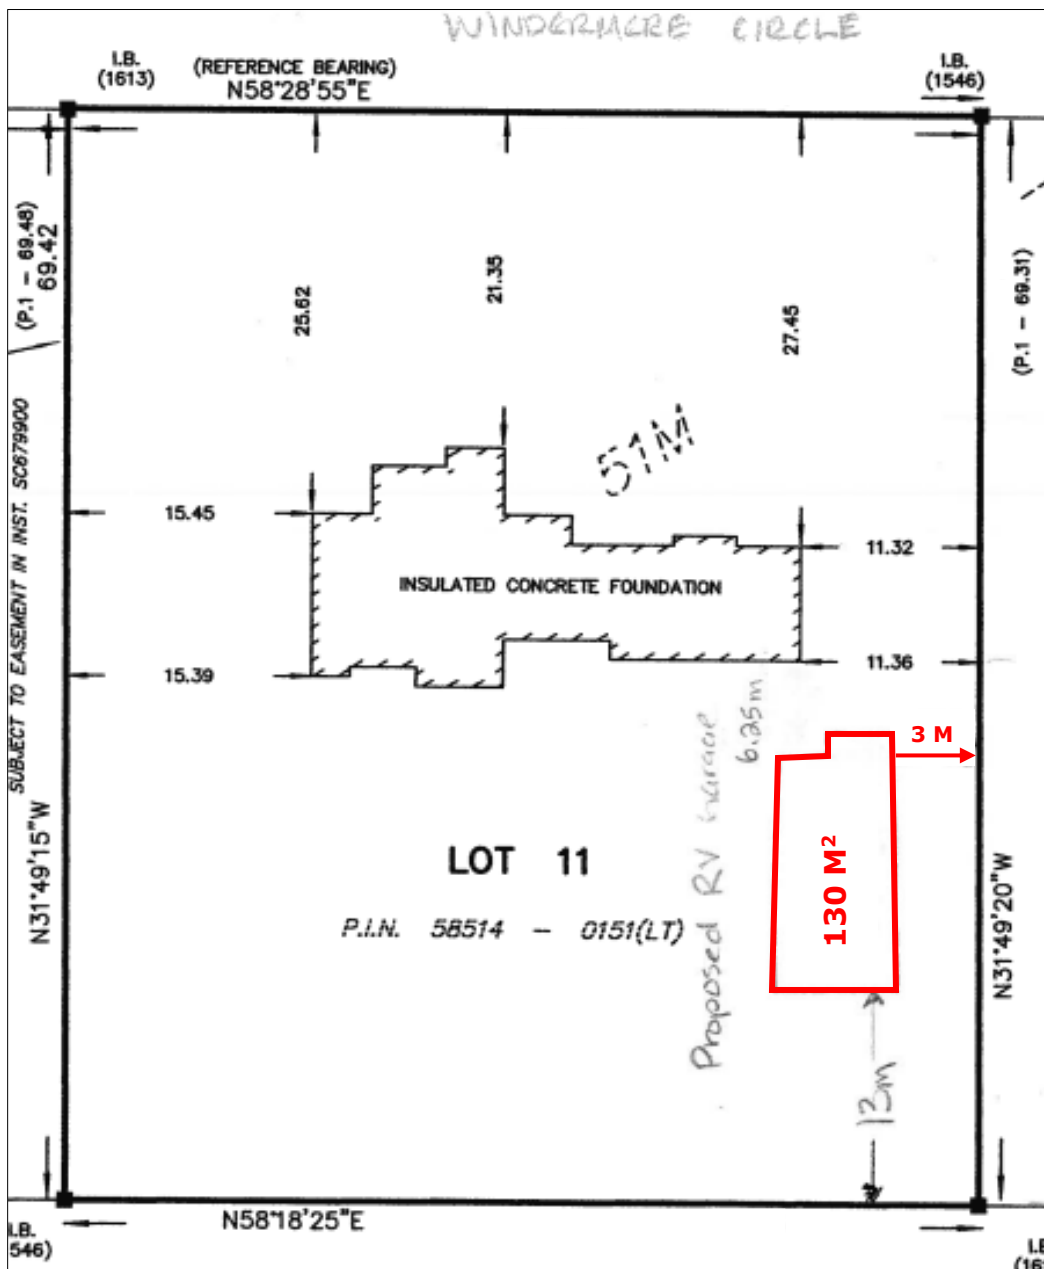 WINDERMERE CIRCLE
I.B.
(1613)
(REFERENCE BEARING)
N58°28'55"E
I.B.
(1546)
(P.1 – 69.48)
69.42
25.62
21.35
27.45
(P.1 – 69.31)
51M
SUBJECT TO EASEMENT IN INST. SC679900
15.45
11.32
INSULATED CONCRETE FOUNDATION
15.39
11.36
6.25m
3 M
Proposed RV Garage
130 M²
N31°49'15"W
LOT 11
P.I.N. 58514 – 0151(LT)
N31°49'20"W
13m
N58°18'25"E
I.B.
546)
I.B
(161